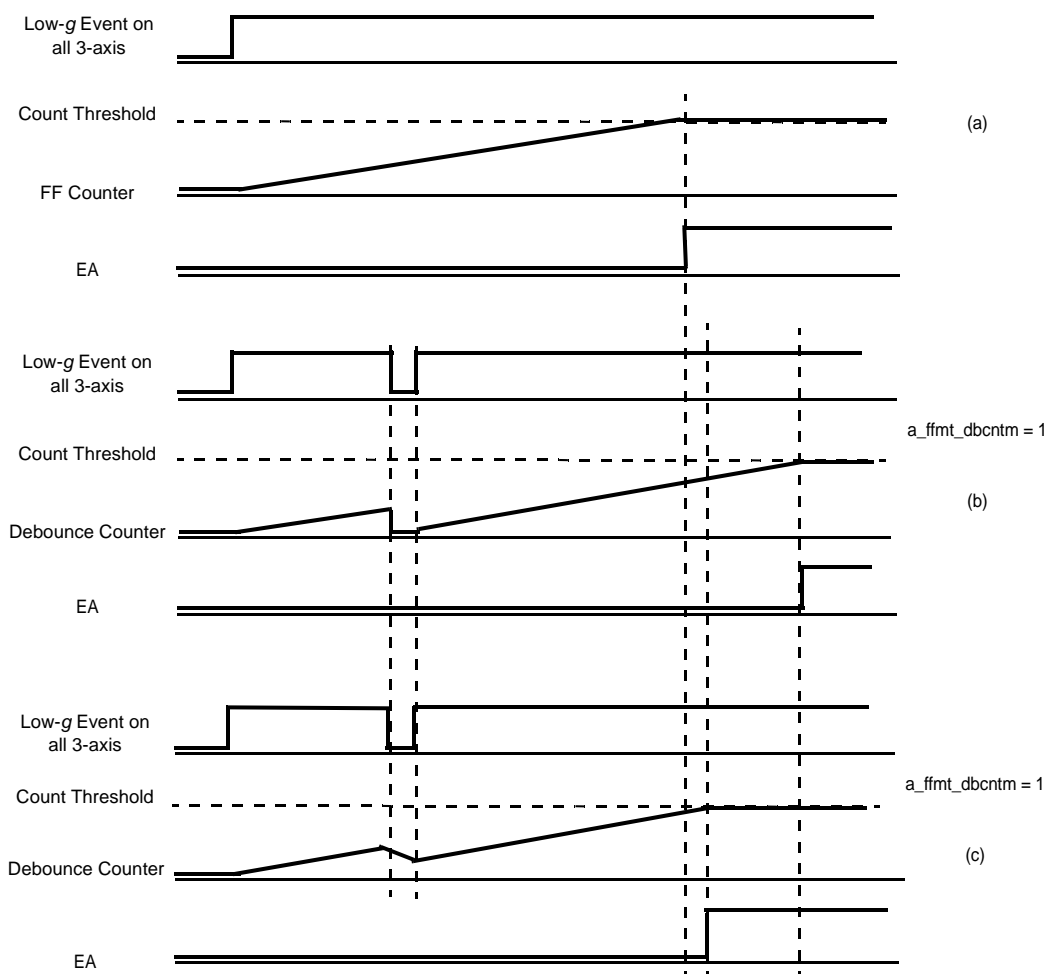 Low-g Event on
all 3-axis
Count Threshold
(a)
FF Counter
EA
Low-g Event on
all 3-axis
a_ffmt_dbcntm = 1
Count Threshold
(b)
Debounce Counter
EA
Low-g Event on
all 3-axis
a_ffmt_dbcntm = 1
Count Threshold
(c)
Debounce Counter
EA